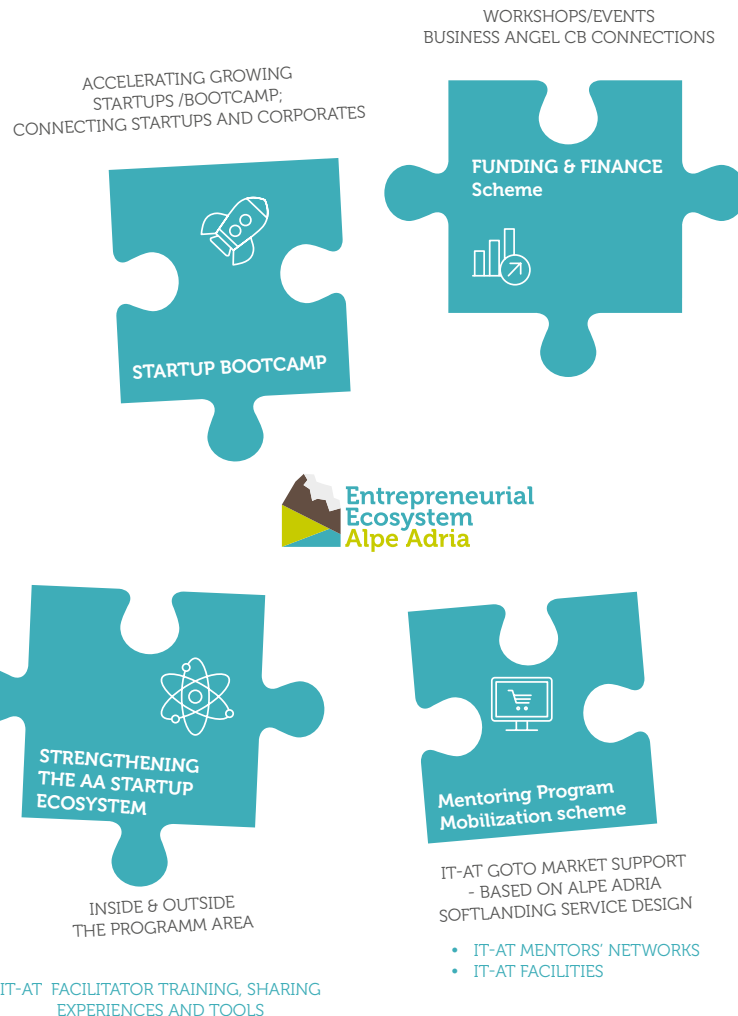 WORKSHOPS/EVENTS
BUSINESS ANGEL CB CONNECTIONS
ACCELERATING GROWING
STARTUPS /BOOTCAMP;
CONNECTING STARTUPS AND CORPORATES
FUNDING & FINANCE
Scheme
STARTUP BOOTCAMP
Entrepreneurial
Ecosystem
Alpe Adria
STRENGTHENING
THE AA STARTUP
ECOSYSTEM
Mentoring Program
Mobilization scheme
INSIDE & OUTSIDE
THE PROGRAMM AREA
IT-AT GOTO MARKET SUPPORT
- BASED ON ALPE ADRIA
SOFTLANDING SERVICE DESIGN
• IT-AT MENTORS' NETWORKS
• IT-AT FACILITIES
IT-AT FACILITATOR TRAINING, SHARING
EXPERIENCES AND TOOLS